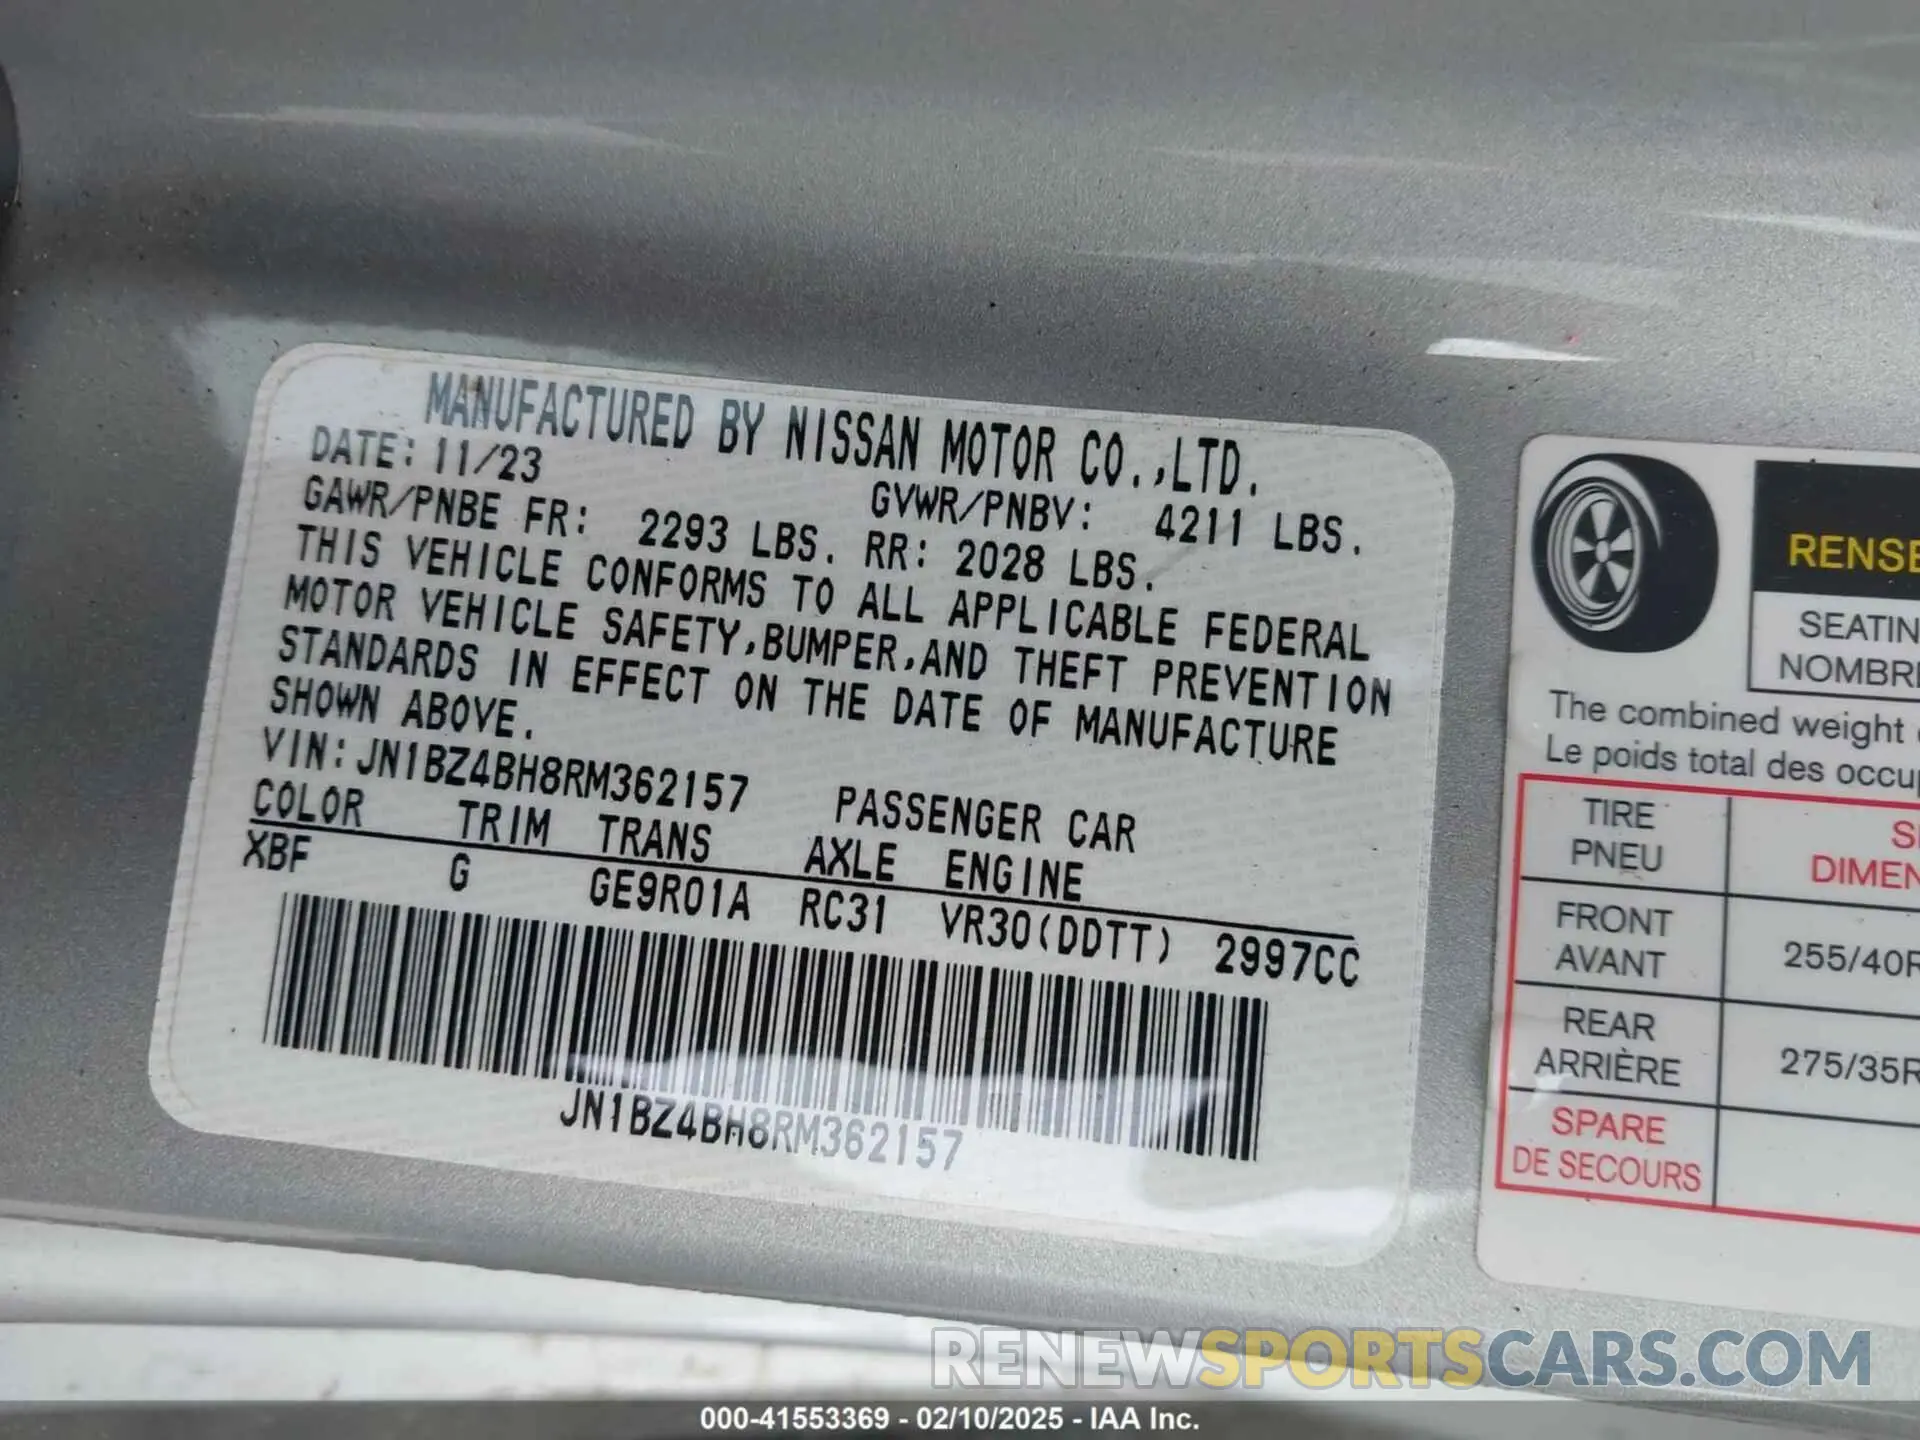 MANUFACTURED BY NISSAN MOTOR CO.,LTD.
DATE: 11/23
GVWR/PNBV: 4211 LBS.
GAWR/PNBE FR: 2293 LBS. RR: 2028 LBS.
THIS VEHICLE CONFORMS TO ALL APPLICABLE FEDERAL
MOTOR VEHICLE SAFETY,BUMPER,AND THEFT PREVENTION
STANDARDS IN EFFECT ON THE DATE OF MANUFACTURE
SHOWN ABOVE.
VIN:JN1BZ4BH8RM362157 PASSENGER CAR
COLOR TRIM TRANS AXLE ENGINE
XBF G GE9R01A RC31 VR30(DDTT) 2997CC
JN1BZ4BH8RM362157
RENSE
SEATIN
NOMBRE
The combined weight
Le poids total des occup
TIRE
PNEU
DIMEN
FRONT
AVANT
255/40R
REAR
ARRIÈRE
275/35R
SPARE
DE SECOURS
RENEWSPORTSCARS.COM
000-41553369 - 02/10/2025 - IAA Inc.